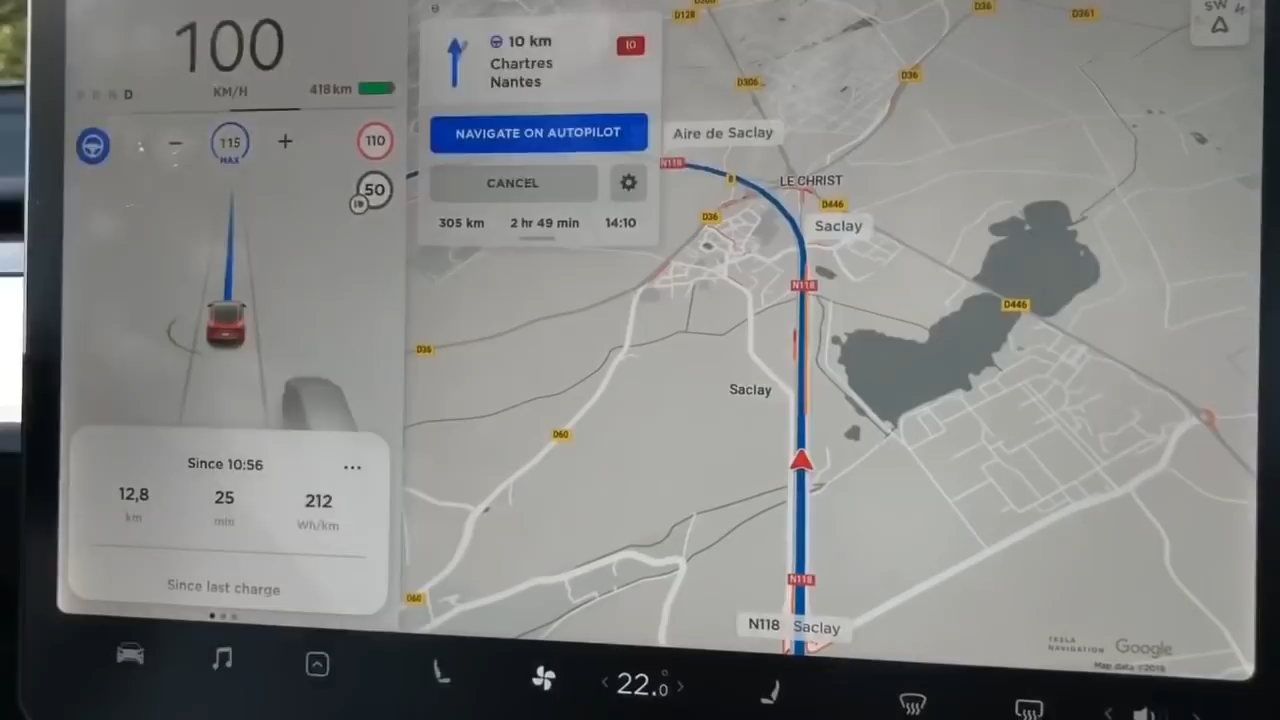 100
KM/H
D
418 km
−
115
MAX
+
110
50
Since 10:56
...
12,8
km
25
min
212
Wh/km
Since last charge
10 km
Chartres
Nantes
10
NAVIGATE ON AUTOPILOT
CANCEL
305 km
2 hr 49 min
14:10
D128
D36
D361
SW
D306
D36
Aire de Saclay
N118
8
LE CHRIST
D446
D36
Saclay
N118
D446
D36
Saclay
D60
N118
D60
N118 Saclay
TESLA
NAVIGATION
Google
Map data ©2019
22.0